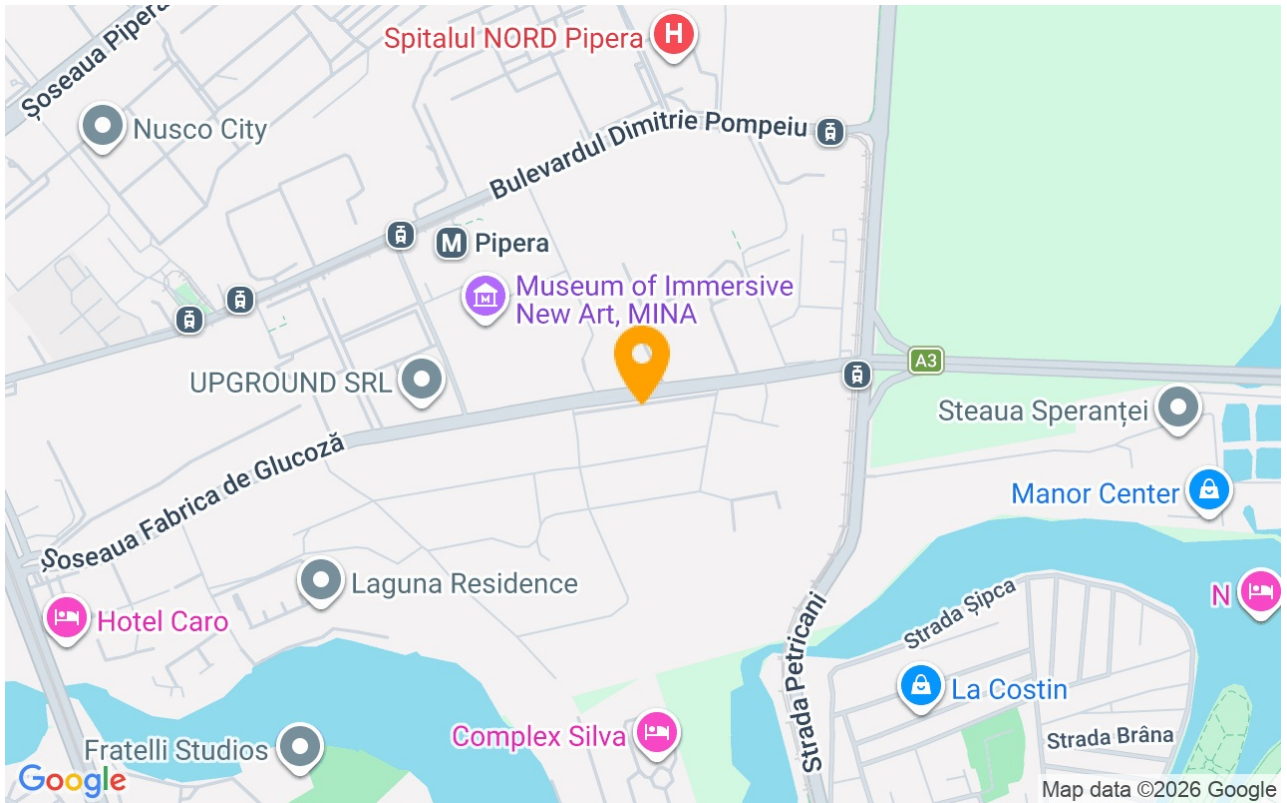 Șoseaua Pipera
Spitalul NORD Pipera
H
Nusco City
Bulevardul Dimitrie Pompeiu
M Pipera
Museum of Immersive
New Art, MINA
M
UPGROUND SRL
A3
Steaua Speranței
Șoseaua Fabrica de Glucoză
Manor Center
Laguna Residence
Hotel Caro
N
Strada Șipca
Strada Petricani
La Costin
Complex Silva
Strada Brâna
Fratelli Studios
Google
Map data ©2026 Google